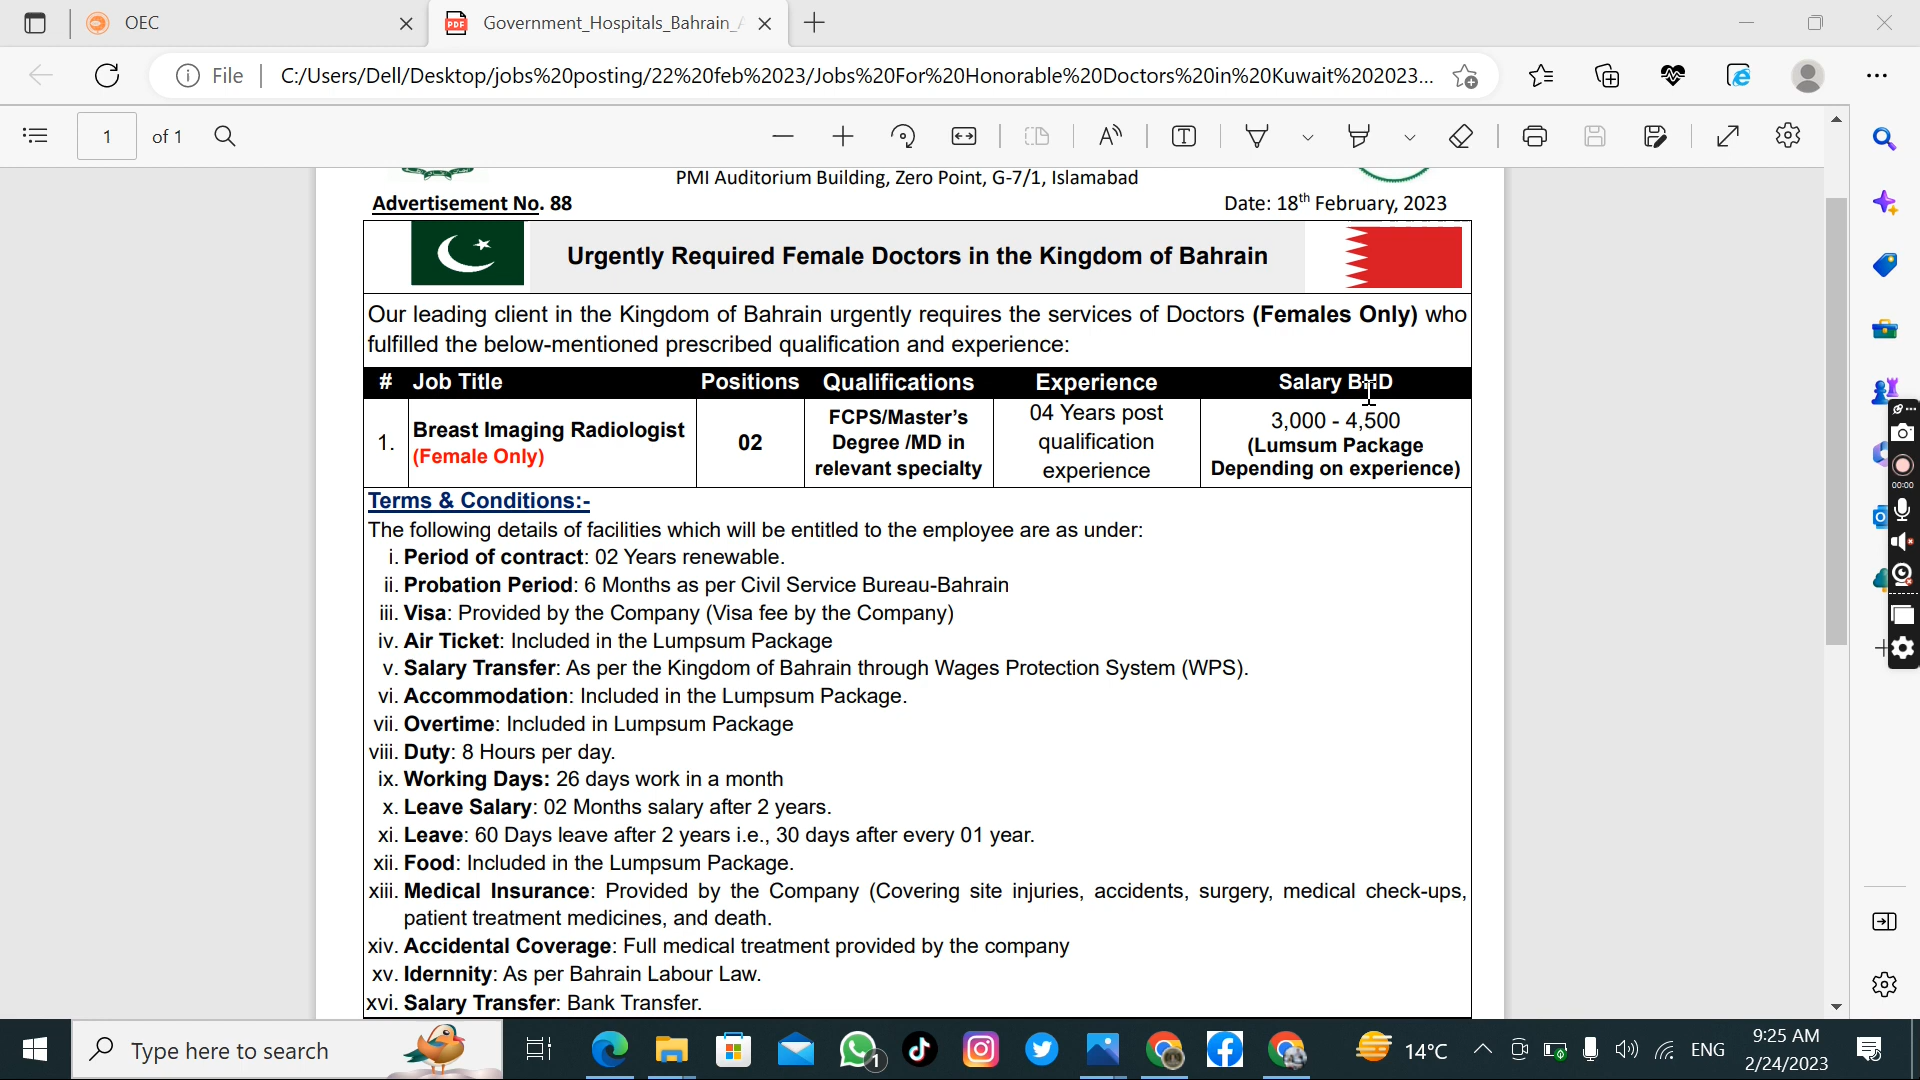 OEC
Government_Hospitals_Bahrain_
File
C:/Users/Dell/Desktop/jobs%20posting/22%20feb%2023/Jobs%20For%20Honorable%20Doctors%20in%20Kuwait%202023...
1 of 1
PMI Auditorium Building, Zero Point, G-7/1, Islamabad
Advertisement No. 88 Date: 18th February, 2023
Urgently Required Female Doctors in the Kingdom of Bahrain
Our leading client in the Kingdom of Bahrain urgently requires the services of Doctors (Females Only) who
fulfilled the below-mentioned prescribed qualification and experience:
# Job Title Positions Qualifications Experience Salary BHD
1. Breast Imaging Radiologist
(Female Only)
02
FCPS/Master's
Degree /MD in
relevant specialty
04 Years post
qualification
experience
3,000 - 4,500
(Lumsum Package
Depending on experience)
Terms & Conditions:-
The following details of facilities which will be entitled to the employee are as under:
i. Period of contract: 02 Years renewable.
ii. Probation Period: 6 Months as per Civil Service Bureau-Bahrain
iii. Visa: Provided by the Company (Visa fee by the Company)
iv. Air Ticket: Included in the Lumpsum Package
v. Salary Transfer: As per the Kingdom of Bahrain through Wages Protection System (WPS).
vi. Accommodation: Included in the Lumpsum Package.
vii. Overtime: Included in Lumpsum Package
viii. Duty: 8 Hours per day.
ix. Working Days: 26 days work in a month
x. Leave Salary: 02 Months salary after 2 years.
xi. Leave: 60 Days leave after 2 years i.e., 30 days after every 01 year.
xii. Food: Included in the Lumpsum Package.
xiii. Medical Insurance: Provided by the Company (Covering site injuries, accidents, surgery, medical check-ups,
patient treatment medicines, and death.
xiv. Accidental Coverage: Full medical treatment provided by the company
xv. Idernnity: As per Bahrain Labour Law.
xvi. Salary Transfer: Bank Transfer.
00:00
Type here to search
1
14°C
ENG
9:25 AM
2/24/2023